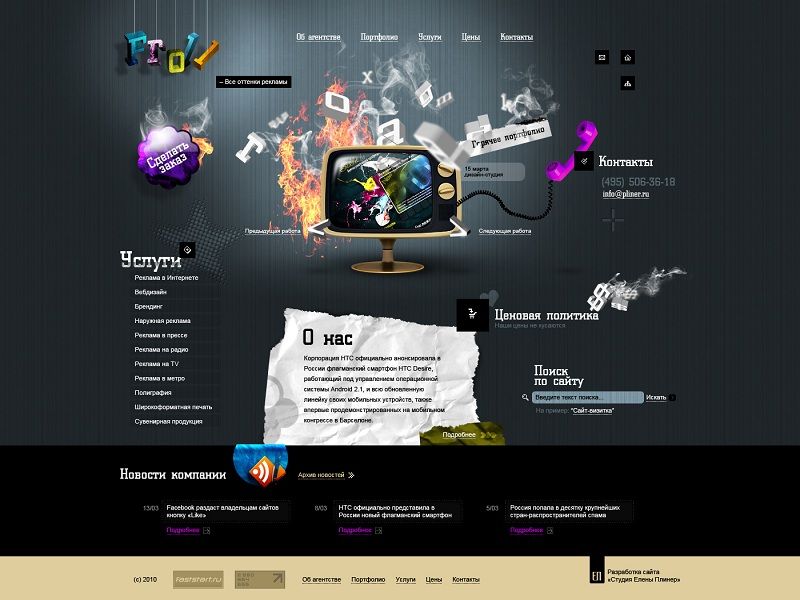 Froll
Об агентстве
Портфолио
Услуги
Цены
Контакты
– Все оттенки рекламы
Сделать
заказ
Горячее портфолио
15 марта
дизайн-студия
Контакты
(495) 506-36-18
info@pliner.ru
Предыдущая работа
Следующая работа
Услуги
Реклама в Интернете
Вебдизайн
Брендинг
Наружная реклама
Реклама в прессе
Реклама на радио
Реклама на TV
Реклама в метро
Полиграфия
Широкоформатная печать
Сувенирная продукция
О нас
Корпорация HTC официально анонсировала в
России флагманский смартфон HTC Desire,
работающий под управлением операционной
системы Android 2.1, и всю обновленную
линейку своих мобильных устройств, также
впервые продемонстрированных на мобильном
конгрессе в Барселоне.
Подробнее
Ценовая политика
Наши цены не кусаются
Поиск
по сайту
Введите текст поиска...
Искать
На пример: "Сайт-визитка"
Новости компании
Архив новостей
13/03
Facebook раздаст владельцам сайтов
кнопку «Like»
Подробнее
8/03
HTC официально представила в
России новый флагманский смартфон
Подробнее
5/03
Россия попала в десятку крупнейших
стран-распространителей спама
Подробнее
(c) 2010
faststart.ru
Об агентстве
Портфолио
Услуги
Цены
Контакты
ЕП
Разработка сайта
«Студия Елены Плинер»